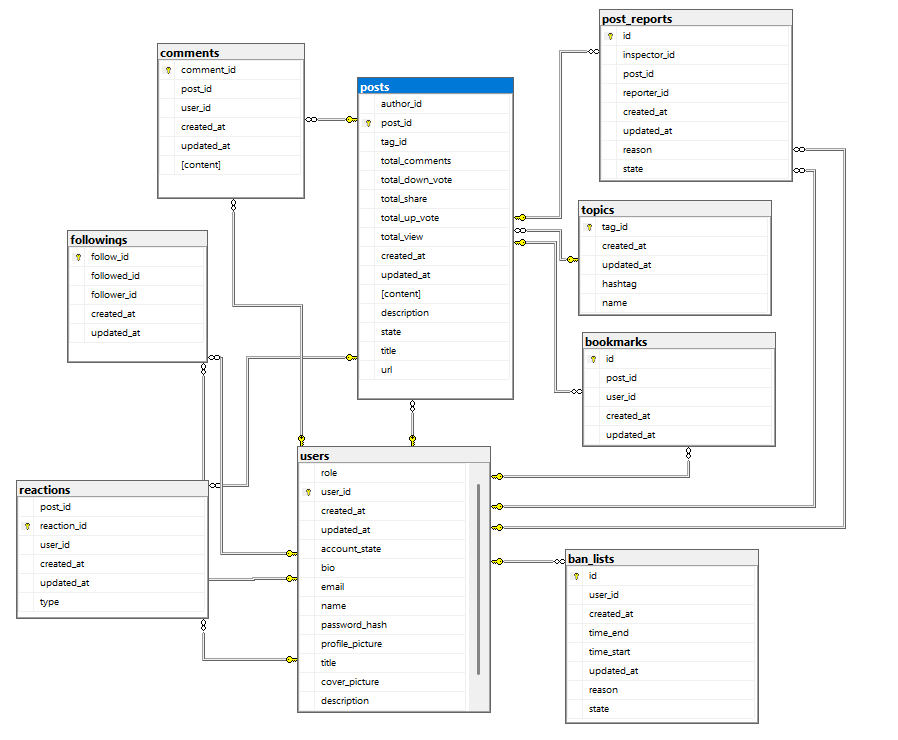 comments
comment_id
post_id
user_id
created_at
updated_at
[content]
posts
author_id
post_id
tag_id
total_comments
total_down_vote
total_share
total_up_vote
total_view
created_at
updated_at
[content]
description
state
title
url
post_reports
id
inspector_id
post_id
reporter_id
created_at
updated_at
reason
state
topics
tag_id
created_at
updated_at
hashtag
name
followings
follow_id
followed_id
follower_id
created_at
updated_at
bookmarks
id
post_id
user_id
created_at
updated_at
reactions
post_id
reaction_id
user_id
created_at
updated_at
type
users
role
user_id
created_at
updated_at
account_state
bio
email
name
password_hash
profile_picture
title
cover_picture
description
ban_lists
id
user_id
created_at
time_end
time_start
updated_at
reason
state